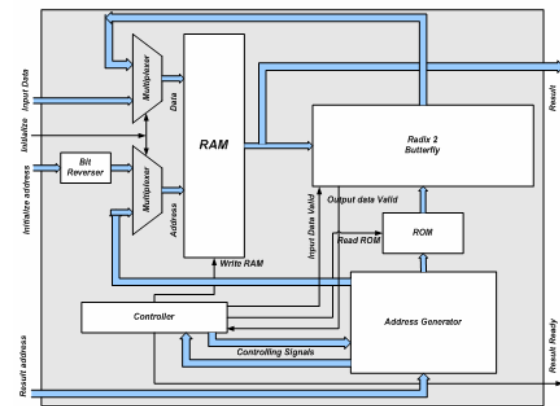 Input Data
Initialize
Initialize address
Result address
Multiplexer
Multiplexer
Bit
Reverser
Data
Address
RAM
Write RAM
Controller
Controlling Signals
Radix 2
Butterfly
Input Data Valid
Output data Valid
Read ROM
ROM
Address Generator
Result
Result Ready